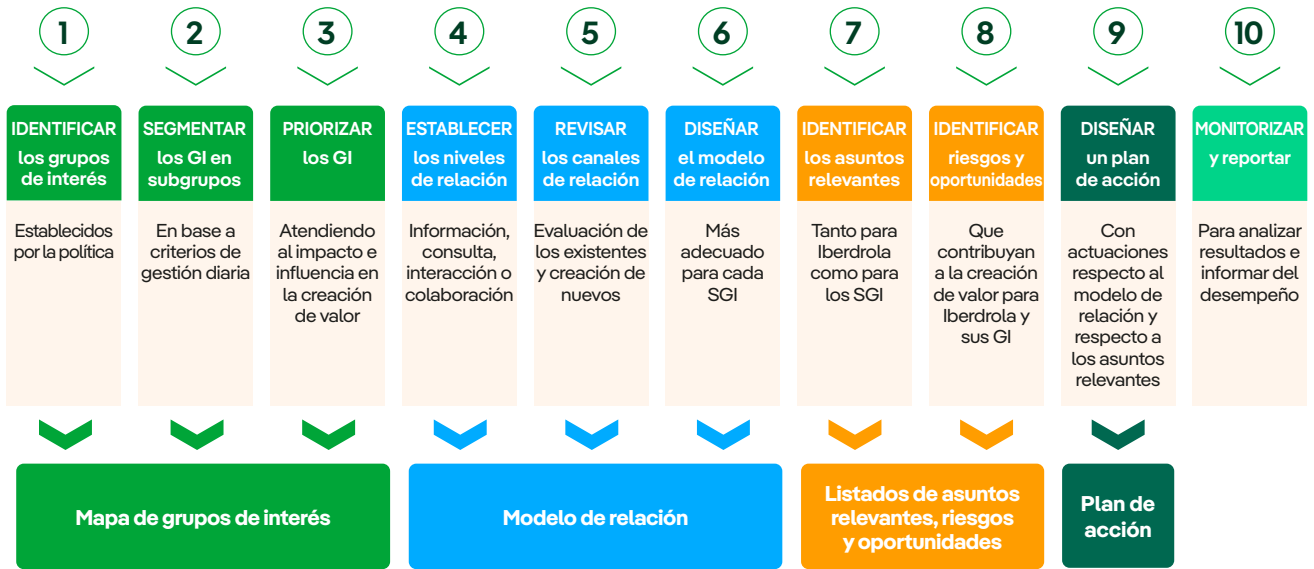 1
2
3
4
5
6
7
8
9
10
IDENTIFICAR
los grupos
de interés
Establecidos
por la política
SEGMENTAR
los GI en
subgrupos
En base a
criterios de
gestión diaria
PRIORIZAR
los GI
Atendiendo
al impacto e
influencia en
la creación
de valor
ESTABLECER
los niveles
de relación
Información,
consulta,
interacción o
colaboración
REVISAR
los canales
de relación
Evaluación de
los existentes
y creación de
nuevos
DISEÑAR
el modelo
de relación
Más
adecuado
para cada
SGI
IDENTIFICAR
los asuntos
relevantes
Tanto para
Iberdrola
como para
los SGI
IDENTIFICAR
riesgos y
oportunidades
Que
contribuyan
a la creación
de valor para
Iberdrola y
sus GI
DISEÑAR
un plan
de acción
Con
actuaciones
respecto al
modelo de
relación y
respecto a
los asuntos
relevantes
MONITORIZAR
y reportar
Para analizar
resultados e
informar del
desempeño
Mapa de grupos de interés
Modelo de relación
Listados de asuntos
relevantes, riesgos
y oportunidades
Plan de
acción